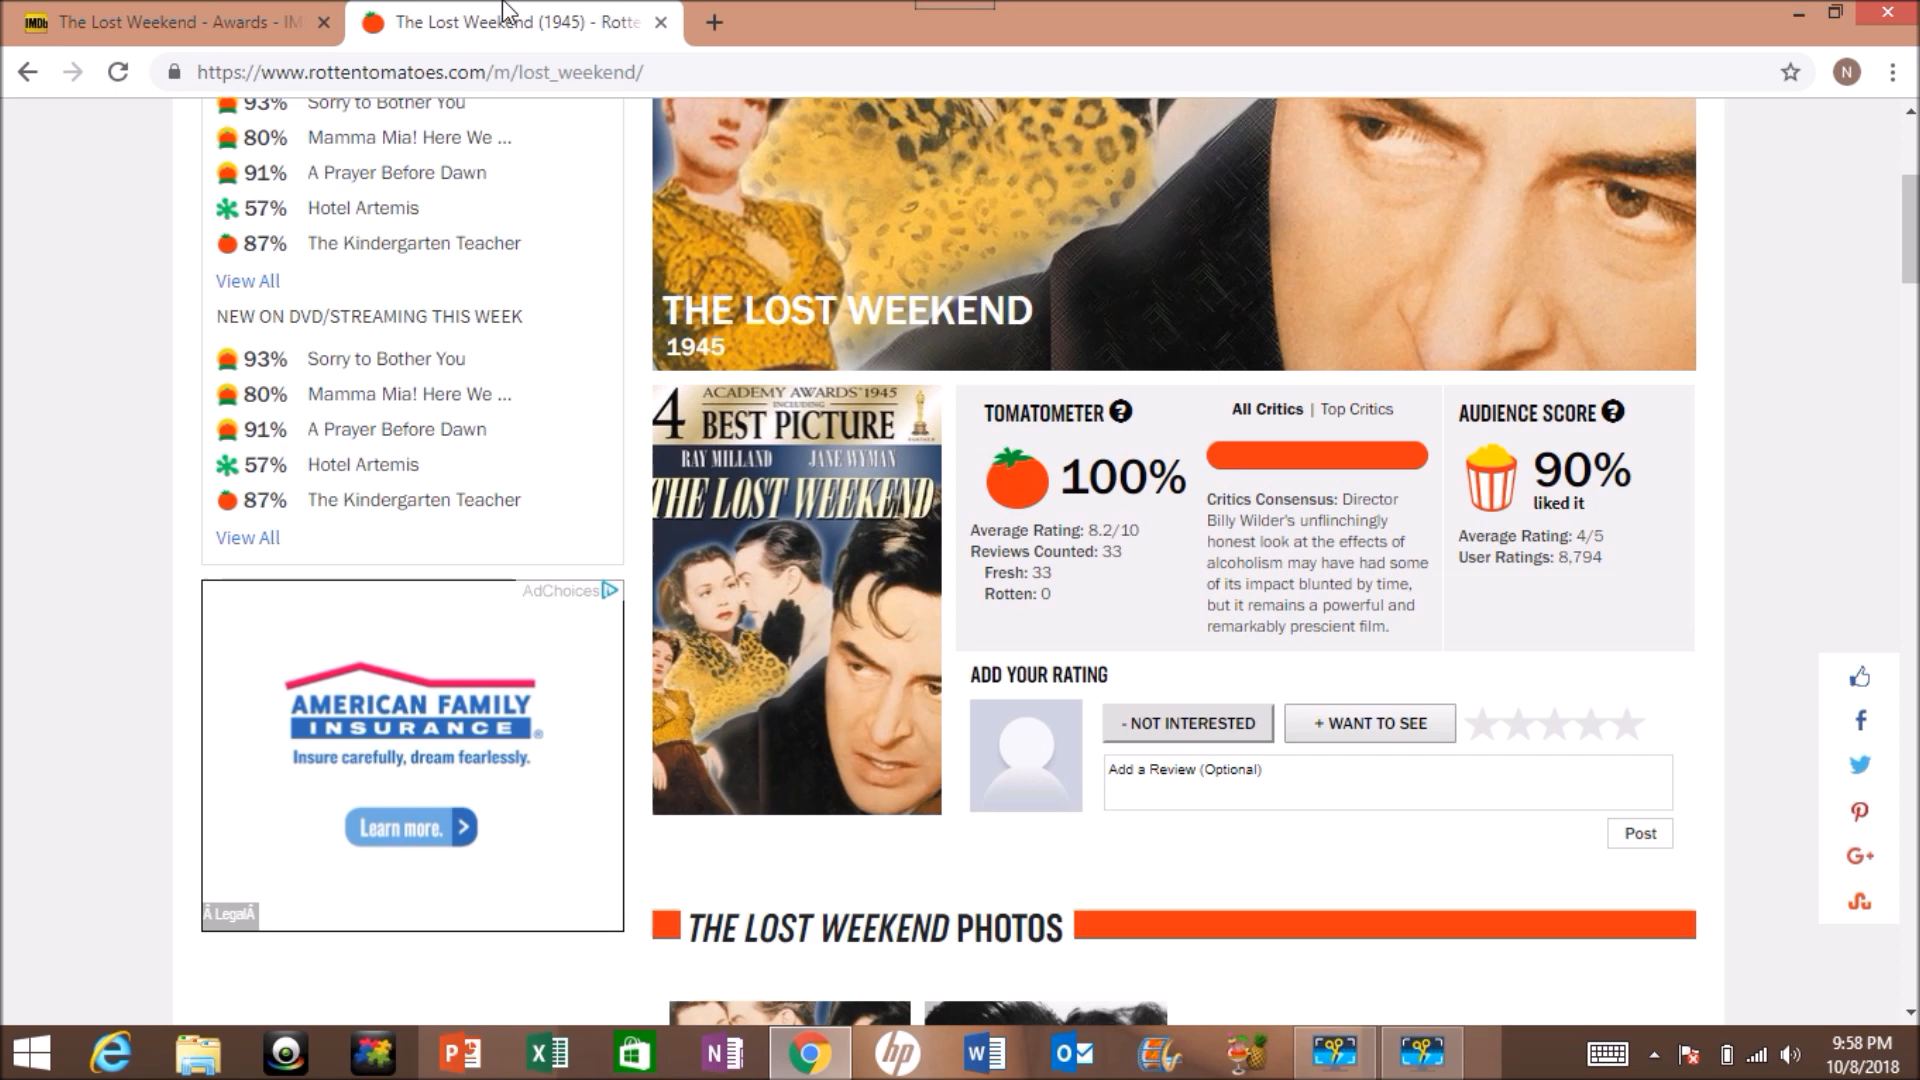 The Lost Weekend - Awards - IM
The Lost Weekend (1945) - Rotte
https://www.rottentomatoes.com/m/lost_weekend/
N
93% Sorry to Bother You
80% Mamma Mia! Here We ...
91% A Prayer Before Dawn
57% Hotel Artemis
87% The Kindergarten Teacher
View All
NEW ON DVD/STREAMING THIS WEEK
93% Sorry to Bother You
80% Mamma Mia! Here We ...
91% A Prayer Before Dawn
57% Hotel Artemis
87% The Kindergarten Teacher
View All
AdChoices
AMERICAN FAMILY
INSURANCE®
Insure carefully, dream fearlessly.
Learn more.
Â LegalÂ
THE LOST WEEKEND
1945
4 ACADEMY AWARDS® 1945
INCLUDING
BEST PICTURE
RAY MILLAND JANE WYMAN
THE LOST WEEKEND
TOMATOMETER
100%
Average Rating: 8.2/10
Reviews Counted: 33
Fresh: 33
Rotten: 0
All Critics | Top Critics
Critics Consensus: Director
Billy Wilder's unflinchingly
honest look at the effects of
alcoholism may have had some
of its impact blunted by time,
but it remains a powerful and
remarkably prescient film.
AUDIENCE SCORE
90%
liked it
Average Rating: 4/5
User Ratings: 8,794
ADD YOUR RATING
- NOT INTERESTED
+ WANT TO SEE
Add a Review (Optional)
Post
THE LOST WEEKEND PHOTOS
9:58 PM
10/8/2018